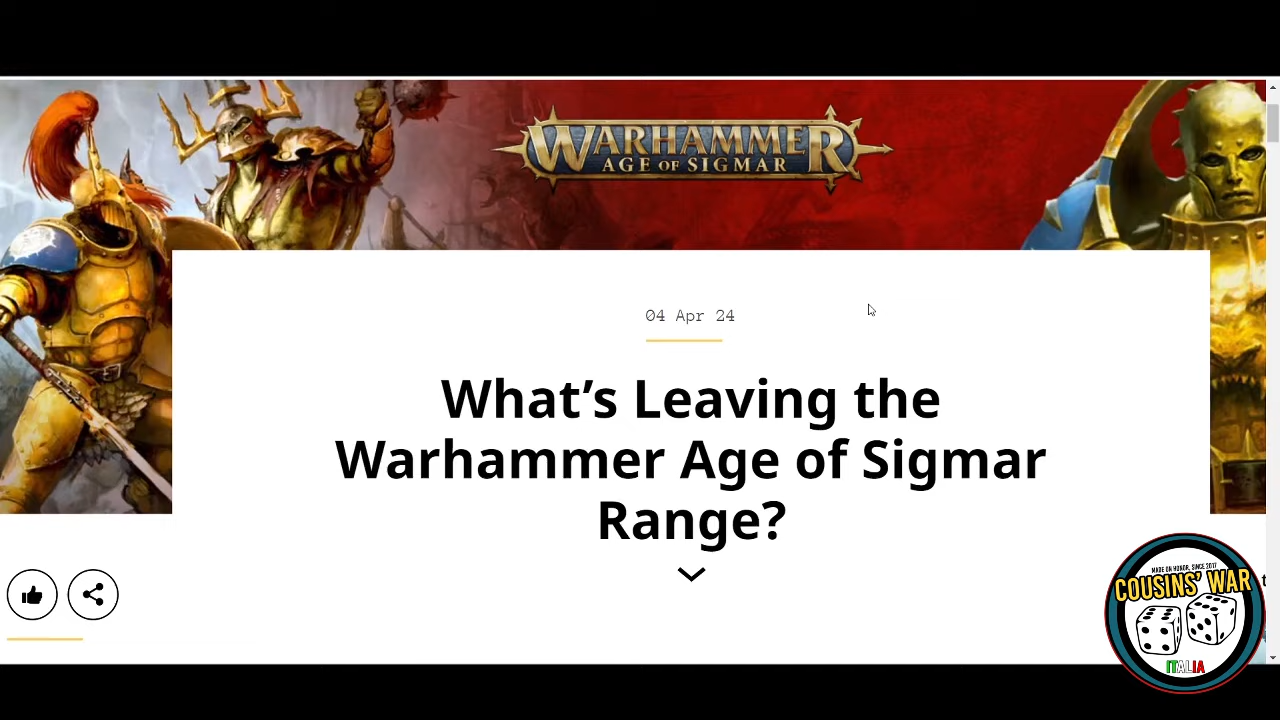 WARHAMMER
AGE OF SIGMAR
04 Apr 24
What’s Leaving the
Warhammer Age of Sigmar
Range?
MADE ON HONOR, SINCE 2017
COUSINS' WAR
ITALIA